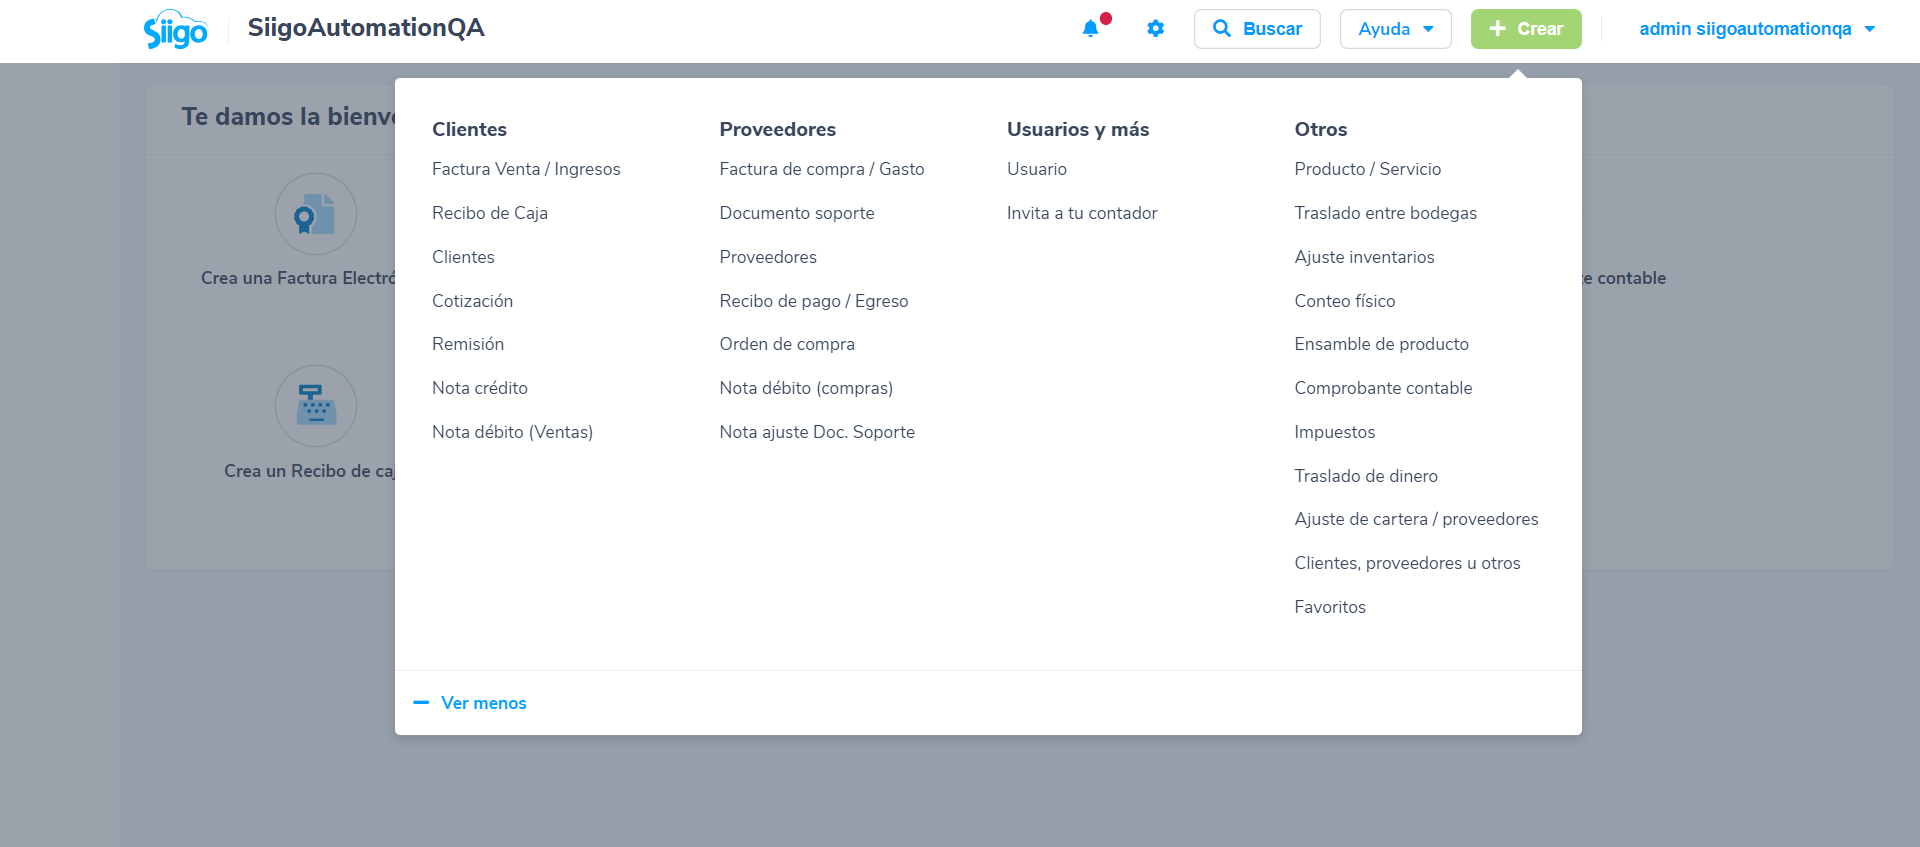 Siigo
SiigoAutomationQA
Buscar
Ayuda
Crear
admin siigoautomationqa
Te damos la bienv
Crea una Factura Electró
Crea un Recibo de caj
e contable
Clientes
Factura Venta / Ingresos
Recibo de Caja
Clientes
Cotización
Remisión
Nota crédito
Nota débito (Ventas)
Proveedores
Factura de compra / Gasto
Documento soporte
Proveedores
Recibo de pago / Egreso
Orden de compra
Nota débito (compras)
Nota ajuste Doc. Soporte
Usuarios y más
Usuario
Invita a tu contador
Otros
Producto / Servicio
Traslado entre bodegas
Ajuste inventarios
Conteo físico
Ensamble de producto
Comprobante contable
Impuestos
Traslado de dinero
Ajuste de cartera / proveedores
Clientes, proveedores u otros
Favoritos
Ver menos